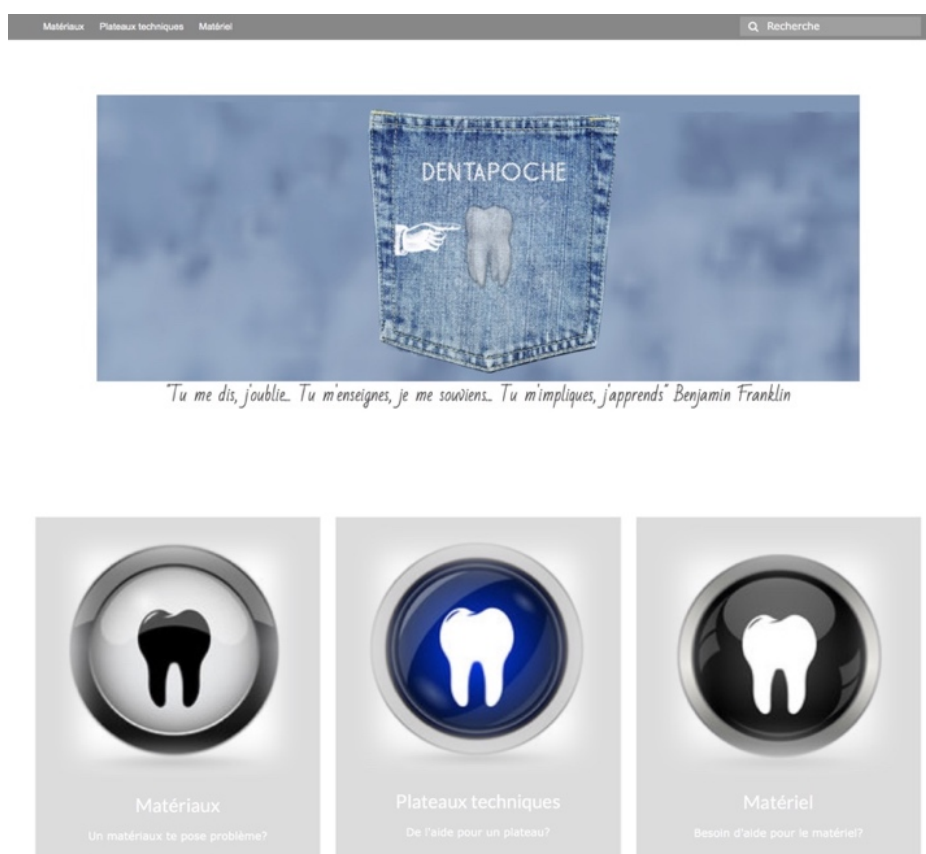 Matériaux Plateaux techniques Matériel Recherche
DENTAPOCHE
"Tu me dis, j'oublie... Tu m'enseignes, je me souviens... Tu m'impliques, j'apprends" Benjamin Franklin
Matériaux
Un matériaux te pose problème?
Plateaux techniques
De l'aide pour un plateau?
Matériel
Besoin d'aide pour le matériel?